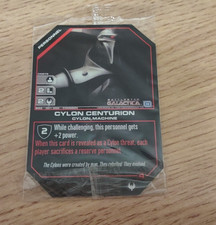 PERSONNEL
BATTLESTAR
GALACTICA
CYLON CENTURION
CYLON, MACHINE
2 While challenging, this personnel gets
+2 power.
When this card is revealed as a Cylon threat, each
player sacrifices a reserve personnel.
The Cylons were created by man. They rebelled. They evolved.